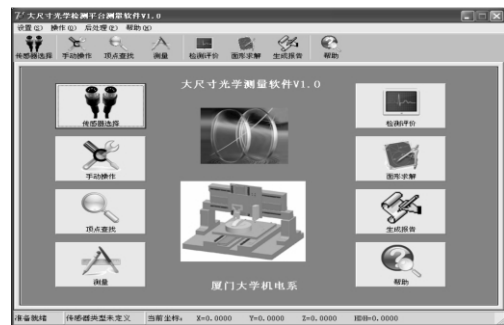 大尺寸光学检测平台测量软件V1.0
设置(S) 操作(O) 后处理(P) 帮助(H)
传感器选择 手动操作 顶点查找 测量 检测评价 图形求解 生成报告 帮助
大尺寸光学测量软件V1.0
传感器选择
检测评价
手动操作
图形求解
顶点查找
生成报告
测量
帮助
厦门大学机电系
准备就绪 传感器类型未定义 当前坐标: X=0.0000 Y=0.0000 Z=0.0000